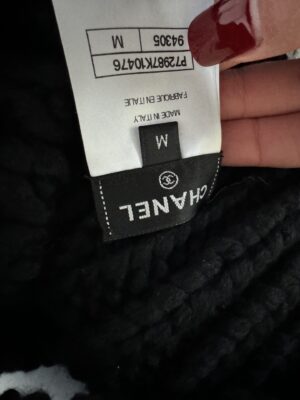 CHANEL
M
MADE IN ITALY
FABRIQUE EN ITALIE
P72987K10476
94305 M